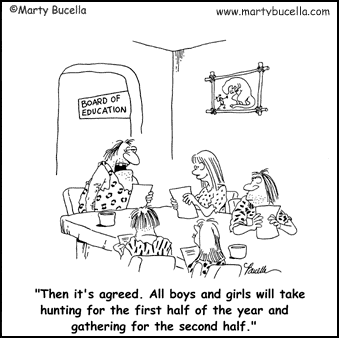 ©Marty Bucella www.martybucella.com
BOARD OF
EDUCATION
Bucella
"Then it's agreed. All boys and girls will take
hunting for the first half of the year and
gathering for the second half."